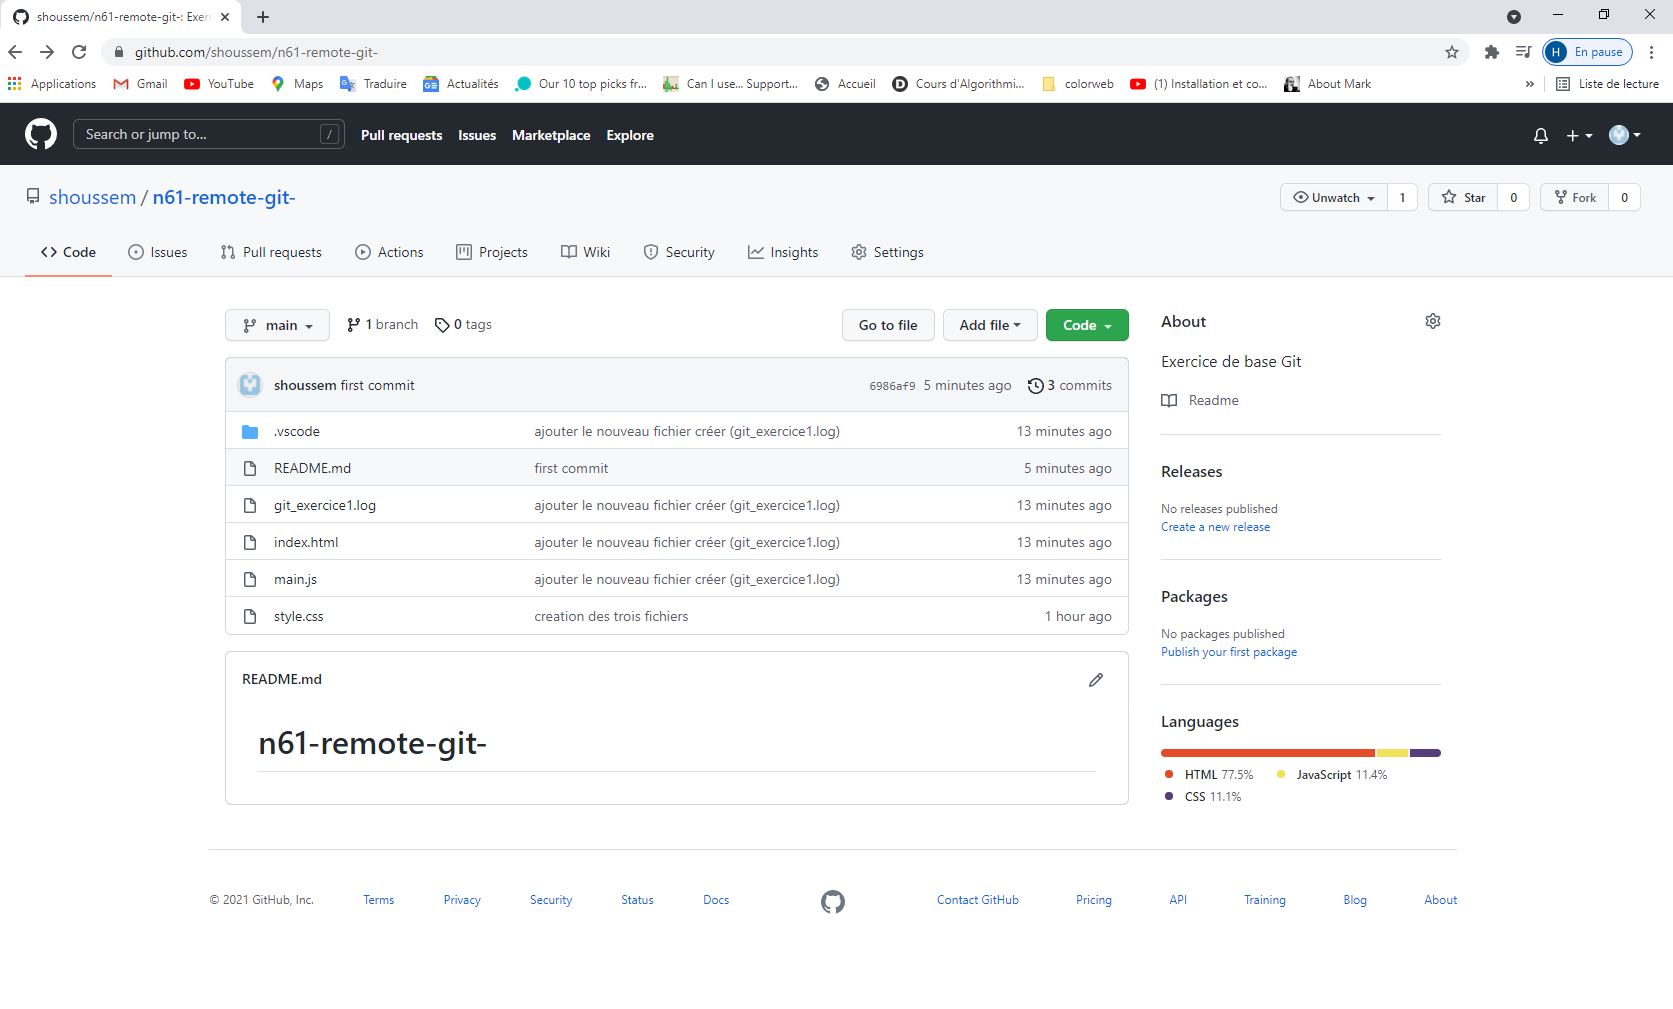 shoussem/n61-remote-git-: Exer
github.com/shoussem/n61-remote-git-
H En pause
Applications Gmail YouTube Maps Traduire Actualités Our 10 top picks fr... Can I use... Support... Accueil Cours d'Algorithmi... colorweb (1) Installation et co... About Mark » Liste de lecture
Search or jump to... / Pull requests Issues Marketplace Explore
shoussem / n61-remote-git-
Unwatch 1 Star 0 Fork 0
Code Issues Pull requests Actions Projects Wiki Security Insights Settings
main 1 branch 0 tags Go to file Add file Code
shoussem first commit 6986af9 5 minutes ago 3 commits
.vscode ajouter le nouveau fichier créer (git_exercice1.log) 13 minutes ago
README.md first commit 5 minutes ago
git_exercice1.log ajouter le nouveau fichier créer (git_exercice1.log) 13 minutes ago
index.html ajouter le nouveau fichier créer (git_exercice1.log) 13 minutes ago
main.js ajouter le nouveau fichier créer (git_exercice1.log) 13 minutes ago
style.css creation des trois fichiers 1 hour ago
README.md
n61-remote-git-
About
Exercice de base Git
Readme
Releases
No releases published
Create a new release
Packages
No packages published
Publish your first package
Languages
HTML 77.5% JavaScript 11.4%
CSS 11.1%
© 2021 GitHub, Inc. Terms Privacy Security Status Docs Contact GitHub Pricing API Training Blog About